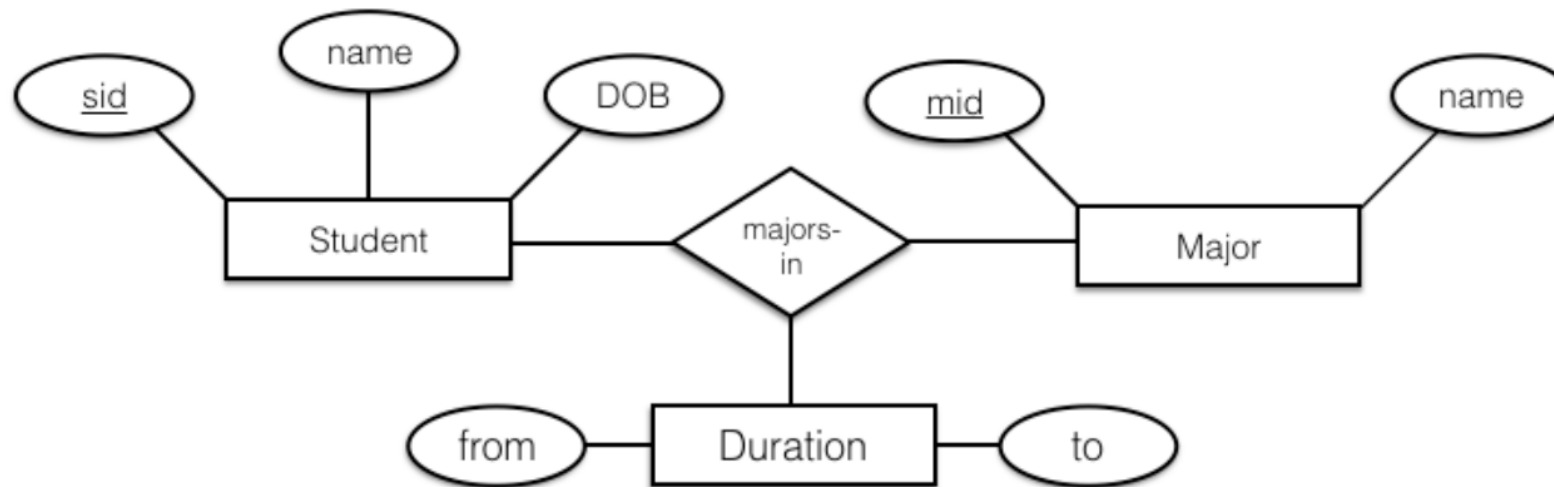 name
sid
DOB
mid
name
Student
majors-
in
Major
from
Duration
to